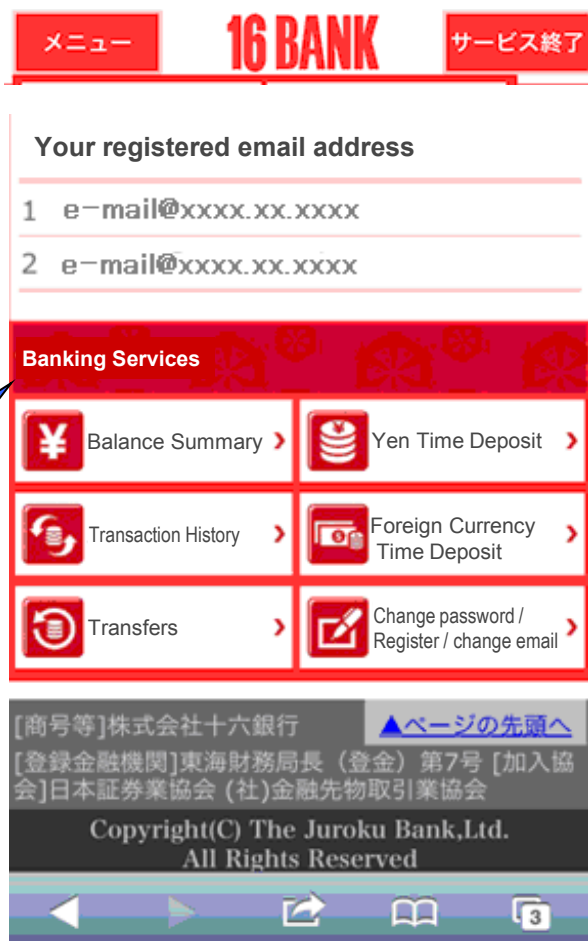 メニュー
16 BANK
サービス終了
Your registered email address
1 e-mail@xxxx.xx.xxxx
2 e-mail@xxxx.xx.xxxx
Banking Services
Balance Summary
Yen Time Deposit
Transaction History
Foreign Currency
Time Deposit
Transfers
Change password /
Register / change email
[商号等]株式会社十六銀行
▲ページの先頭へ
[登録金融機関]東海財務局長（登金）第7号 [加入協
会]日本証券業協会 (社)金融先物取引業協会
Copyright(C) The Juroku Bank,Ltd.
All Rights Reserved
3